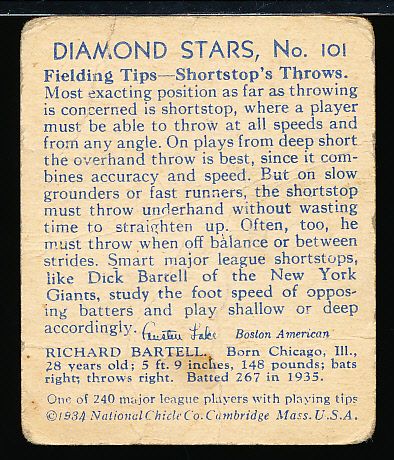 DIAMOND STARS, No. 101
Fielding Tips—Shortstop's Throws.
Most exacting position as far as throwing
is concerned is shortstop, where a player
must be able to throw at all speeds and
from any angle. On plays from deep short
the overhand throw is best, since it com-
bines accuracy and speed. But on slow
grounders or fast runners, the shortstop
must throw underhand without wasting
time to straighten up. Often, too, he
must throw when off balance or between
strides. Smart major league shortstops,
like Dick Bartell of the New York
Giants, study the foot speed of oppos-
ing batters and play shallow or deep
accordingly. Austen Lake Boston American
RICHARD BARTELL. Born Chicago, Ill.,
28 years old; 5 ft. 9 inches, 148 pounds; bats
right; throws right. Batted 267 in 1935.
One of 240 major league players with playing tips
©1934 National Chicle Co. Cambridge Mass. U.S.A.